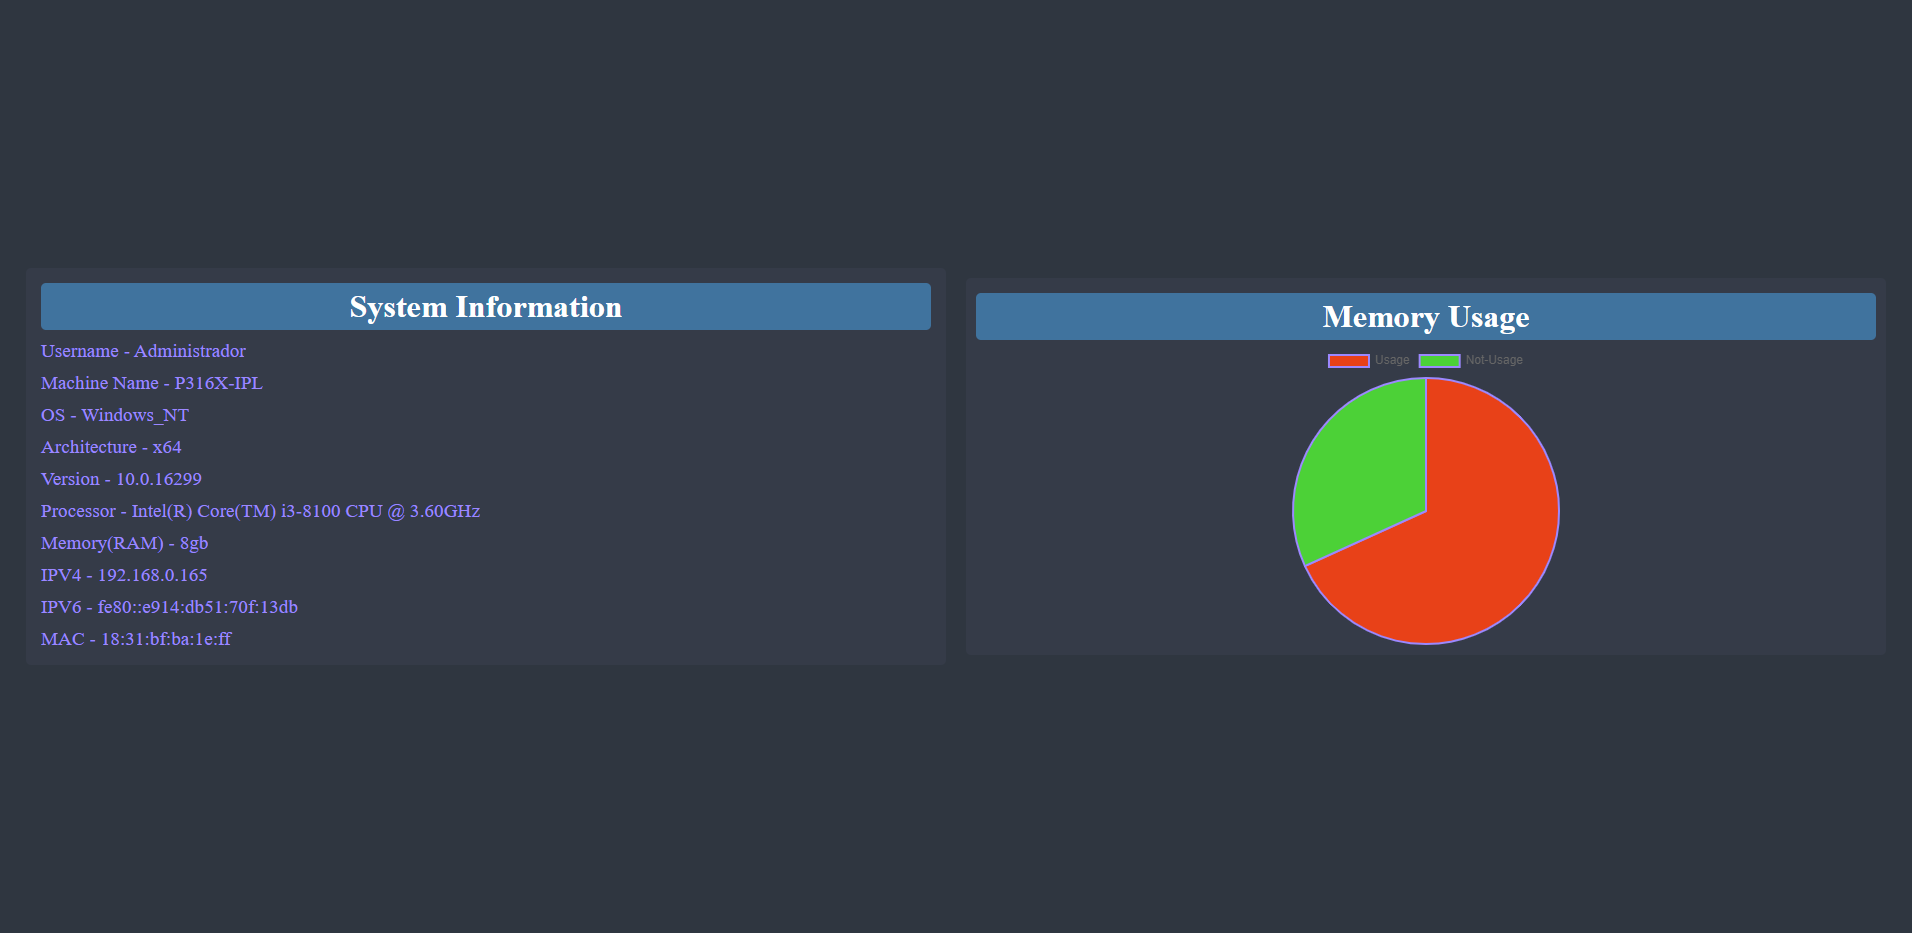 System Information
Username - Administrador
Machine Name - P316X-IPL
OS - Windows_NT
Architecture - x64
Version - 10.0.16299
Processor - Intel(R) Core(TM) i3-8100 CPU @ 3.60GHz
Memory(RAM) - 8gb
IPV4 - 192.168.0.165
IPV6 - fe80::e914:db51:70f:13db
MAC - 18:31:bf:ba:1e:ff
Memory Usage
Usage Not-Usage